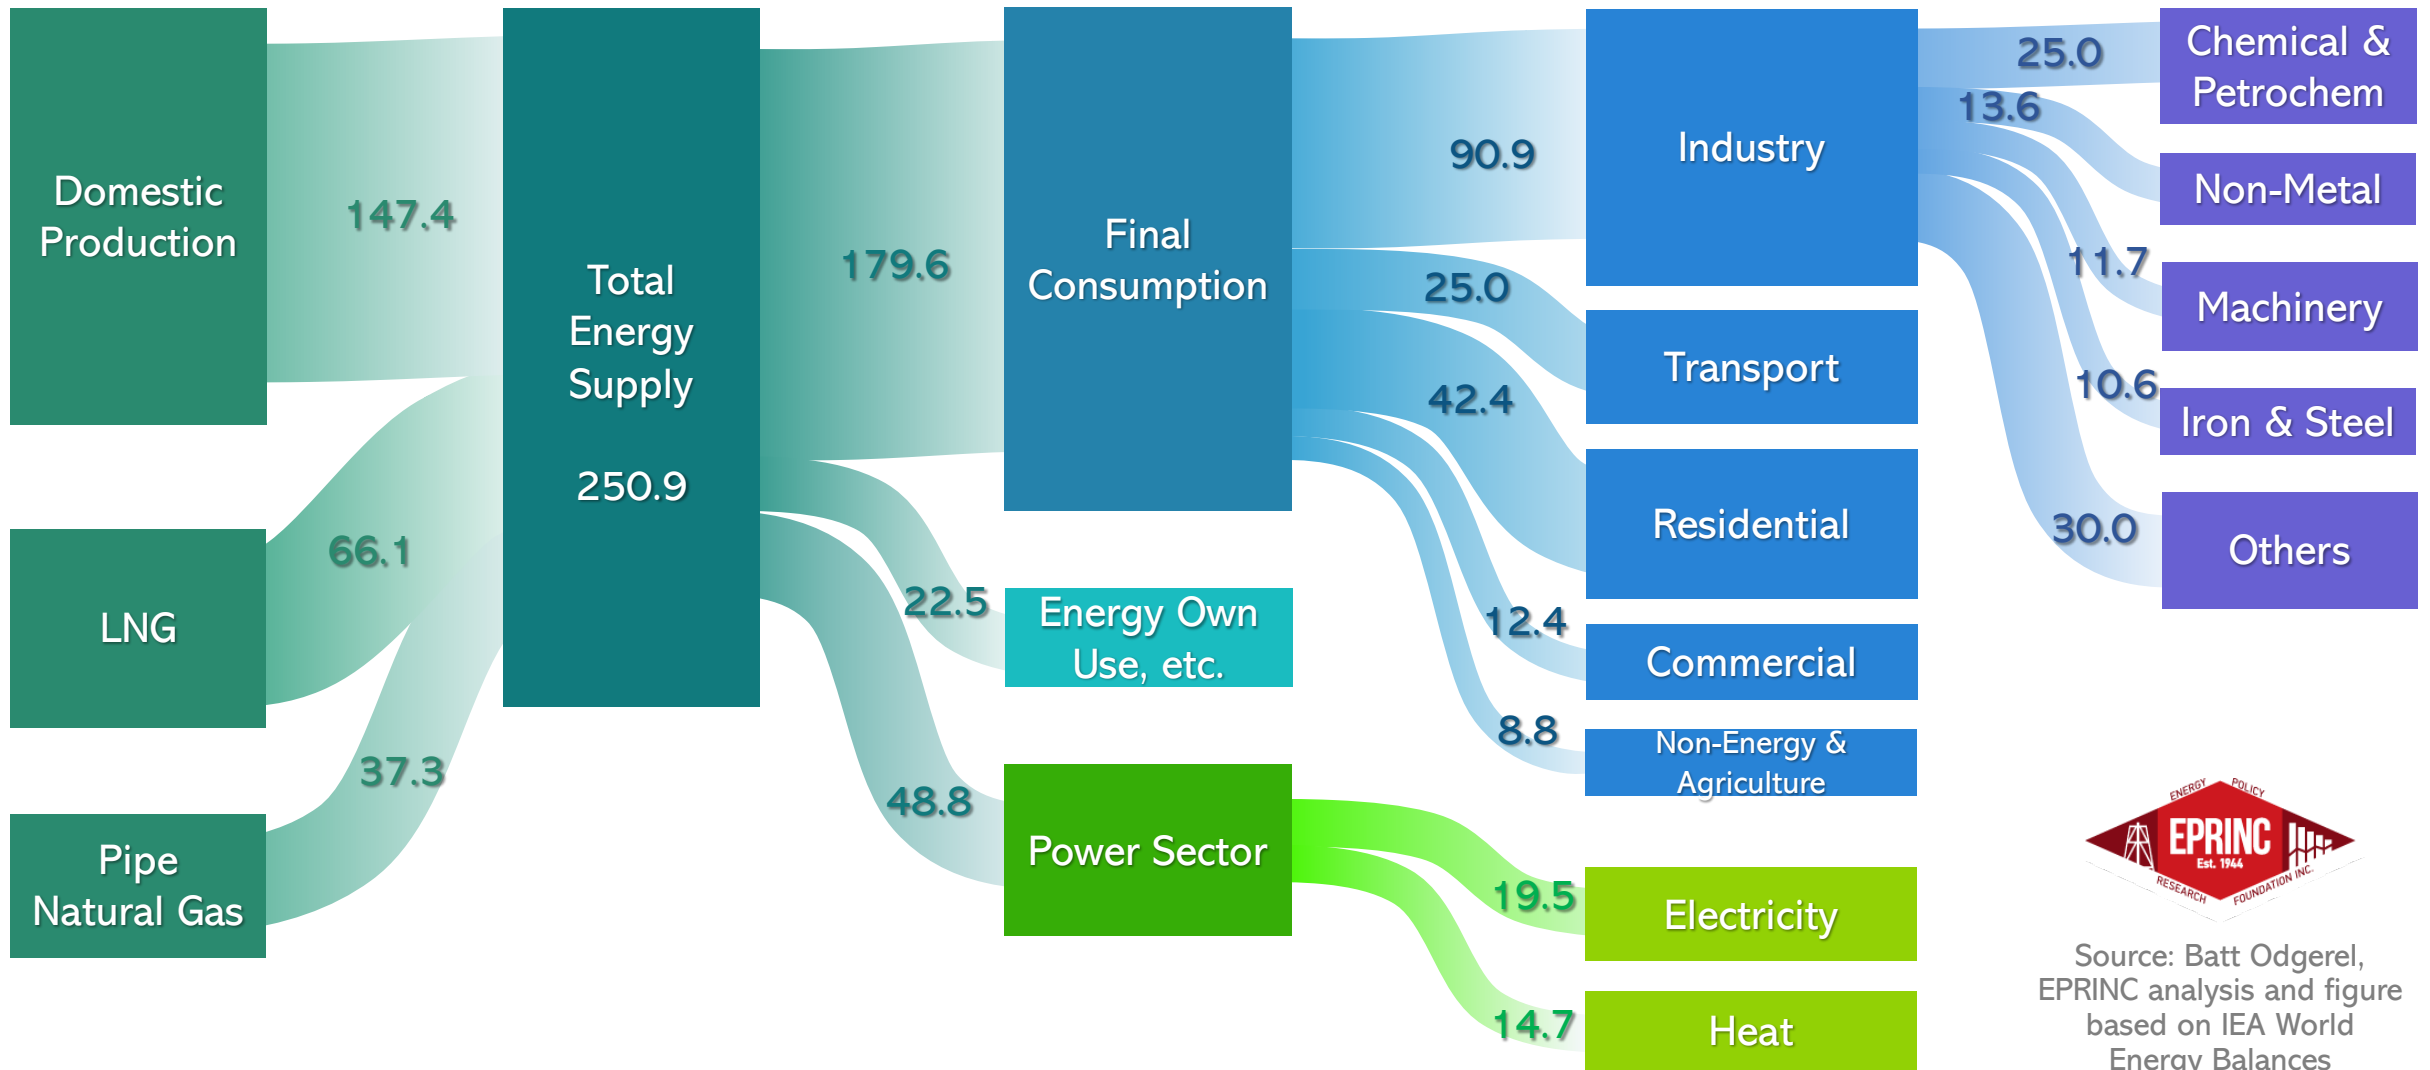 Domestic
Production
147.4
LNG
66.1
Pipe
Natural Gas
37.3
Total
Energy
Supply
250.9
179.6
22.5
48.8
Final
Consumption
Energy Own
Use, etc.
Power Sector
90.9
25.0
42.4
12.4
8.8
19.5
14.7
Industry
Transport
Residential
Commercial
Non-Energy &
Agriculture
Electricity
Heat
25.0
13.6
11.7
10.6
30.0
Chemical &
Petrochem
Non-Metal
Machinery
Iron & Steel
Others
ENERGY POLICY
EPRINC
Est. 1944
RESEARCH FOUNDATION INC.
Source: Batt Odgerel,
EPRINC analysis and figure
based on IEA World
Energy Balances